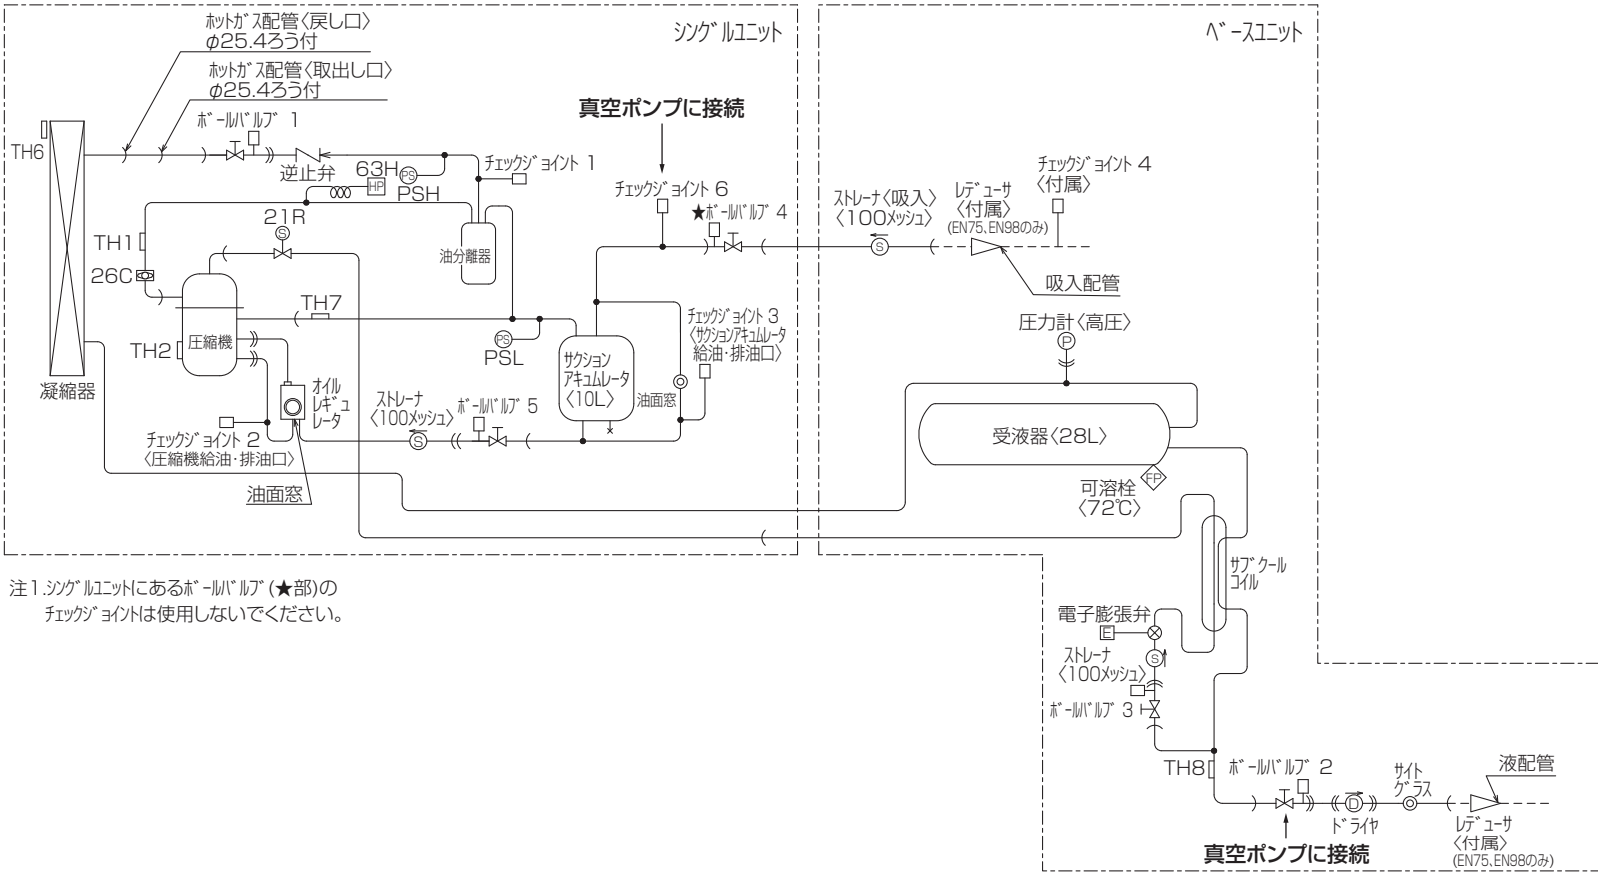 ホットガス配管〈戻し口〉
φ25.4ろう付
シングルユニット
ベースユニット
ホットガス配管〈取出し口〉
φ25.4ろう付
真空ポンプに接続
ボールバルブ 1
TH6
逆止弁
63H
HP
PS
PSH
チェックジョイント 1
チェックジョイント 6
★ボールバルブ 4
ストレーナ〈吸入〉
〈100メッシュ〉
S
レデューサ
〈付属〉
(EN75、EN98のみ)
チェックジョイント 4
〈付属〉
吸入配管
21R
S
TH1
26C
油分離器
TH7
圧縮機
TH2
PS
PSL
サクション
アキュムレータ
〈10L〉
油面窓
チェックジョイント 3
〈サクションアキュムレータ
給油・排油口〉
圧力計〈高圧〉
P
凝縮器
オイル
レギュ
レータ
ストレーナ
〈100メッシュ〉
S
ボールバルブ 5
チェックジョイント 2
〈圧縮機給油・排油口〉
油面窓
受液器〈28L〉
FP
可溶栓
〈72℃〉
サブクール
コイル
注1.シングルユニットにあるボールバルブ(★部)の
チェックジョイントは使用しないでください。
電子膨張弁
E
ストレーナ
〈100メッシュ〉
S
ボールバルブ 3
TH8
ボールバルブ 2
サイト
グラス
液配管
D
ドライヤ
レデューサ
〈付属〉
(EN75、EN98のみ)
真空ポンプに接続